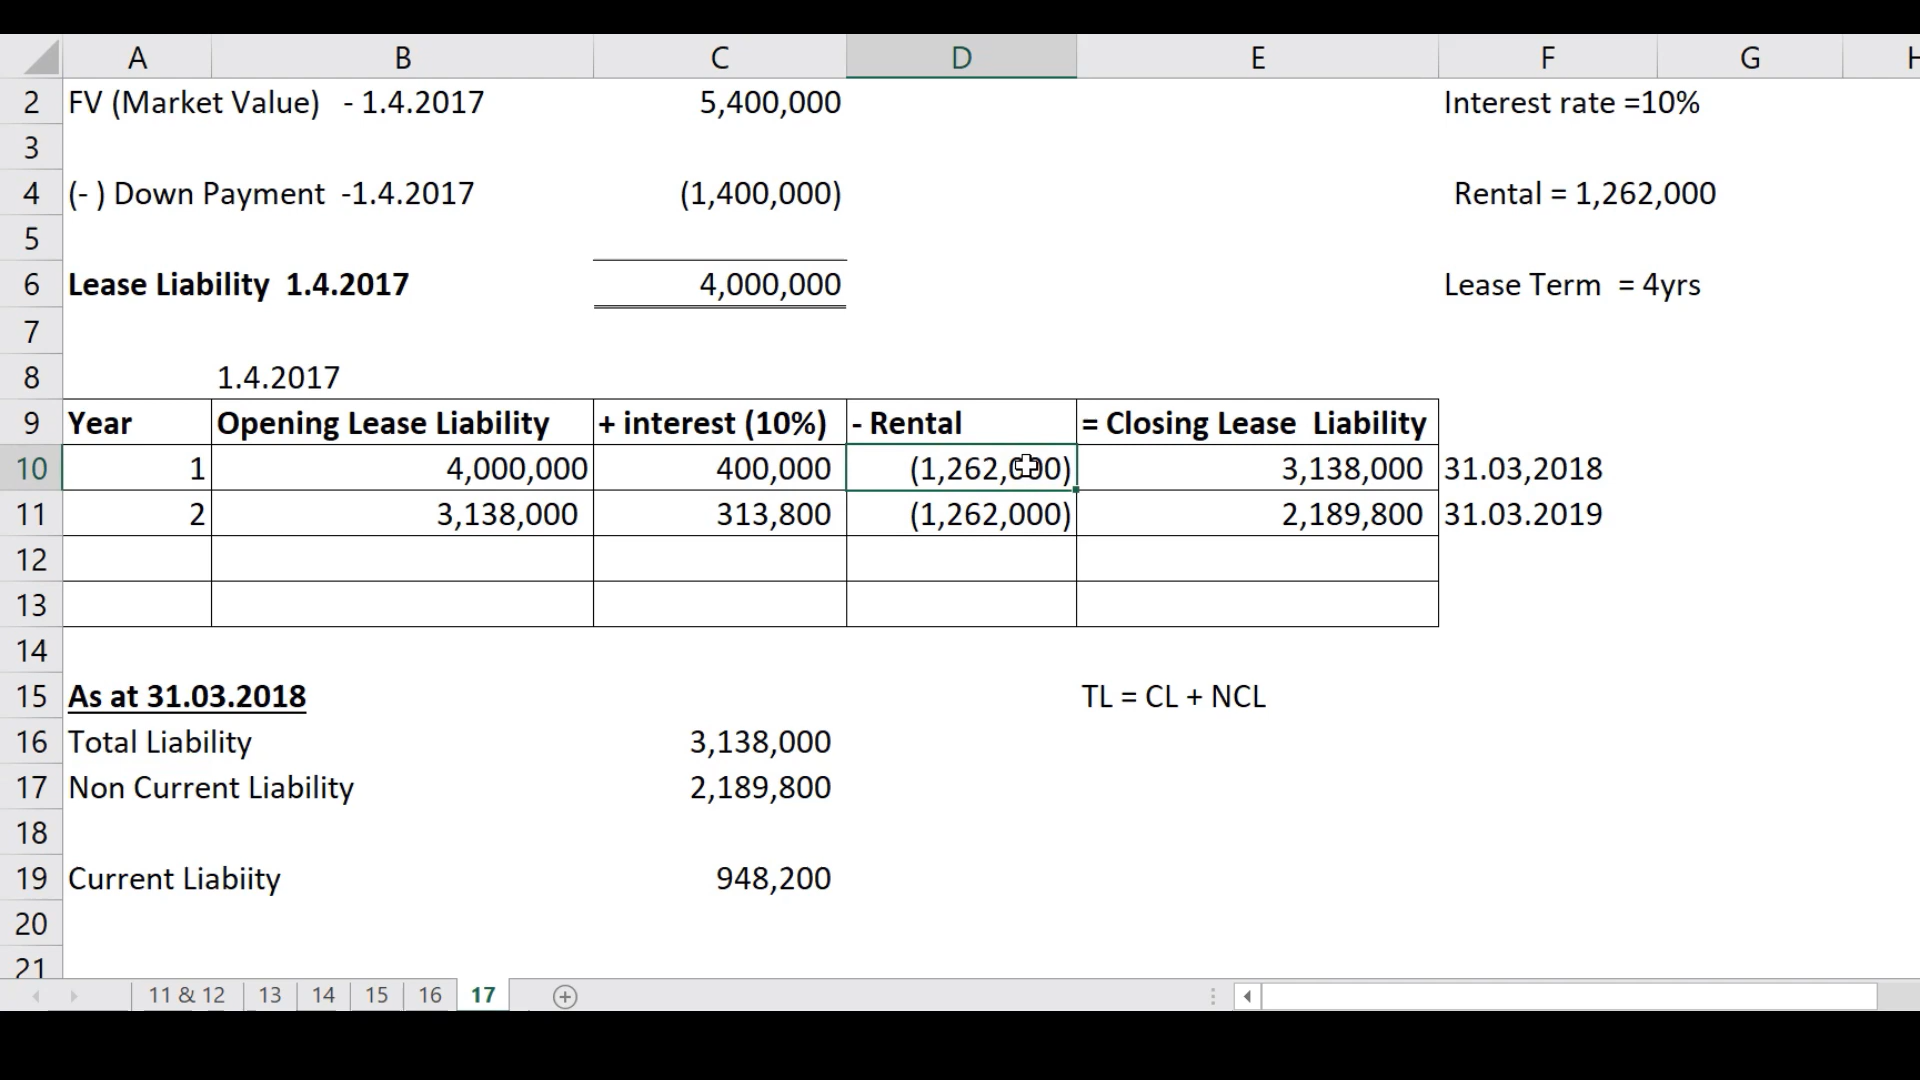 A B C D E F G H
2 FV (Market Value) - 1.4.2017 5,400,000 Interest rate =10%
3
4 (- ) Down Payment -1.4.2017 (1,400,000) Rental = 1,262,000
5
6 Lease Liability 1.4.2017 4,000,000 Lease Term = 4yrs
7
8 1.4.2017
9 Year Opening Lease Liability + interest (10%) - Rental = Closing Lease Liability
10 1 4,000,000 400,000 (1,262,000) 3,138,000 31.03,2018
11 2 3,138,000 313,800 (1,262,000) 2,189,800 31.03.2019
12
13
14
15 As at 31.03.2018 TL = CL + NCL
16 Total Liability 3,138,000
17 Non Current Liability 2,189,800
18
19 Current Liabiity 948,200
20
21
11 & 12 13 14 15 16 17